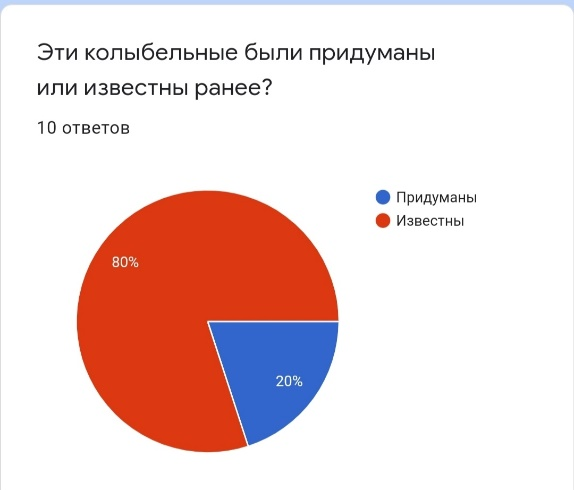 Эти колыбельные были придуманы
или известны ранее?
10 ответов
Придуманы
Известны
80%
20%